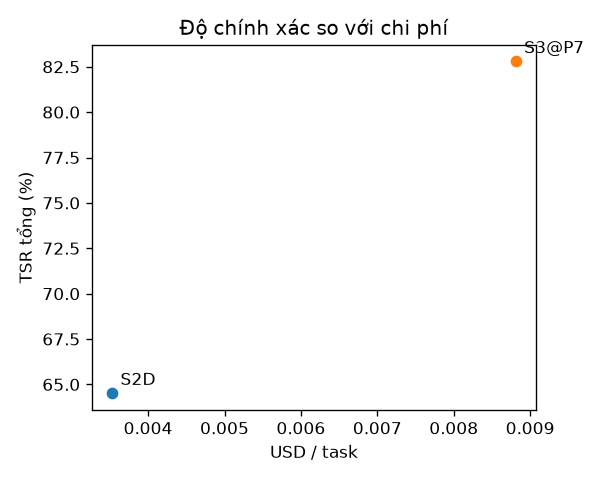 Độ chính xác so với chi phí
S3@P7
82.5
80.0
77.5
75.0
72.5
70.0
67.5
65.0
TSR tổng (%)
S2D
0.004 0.005 0.006 0.007 0.008 0.009
USD / task